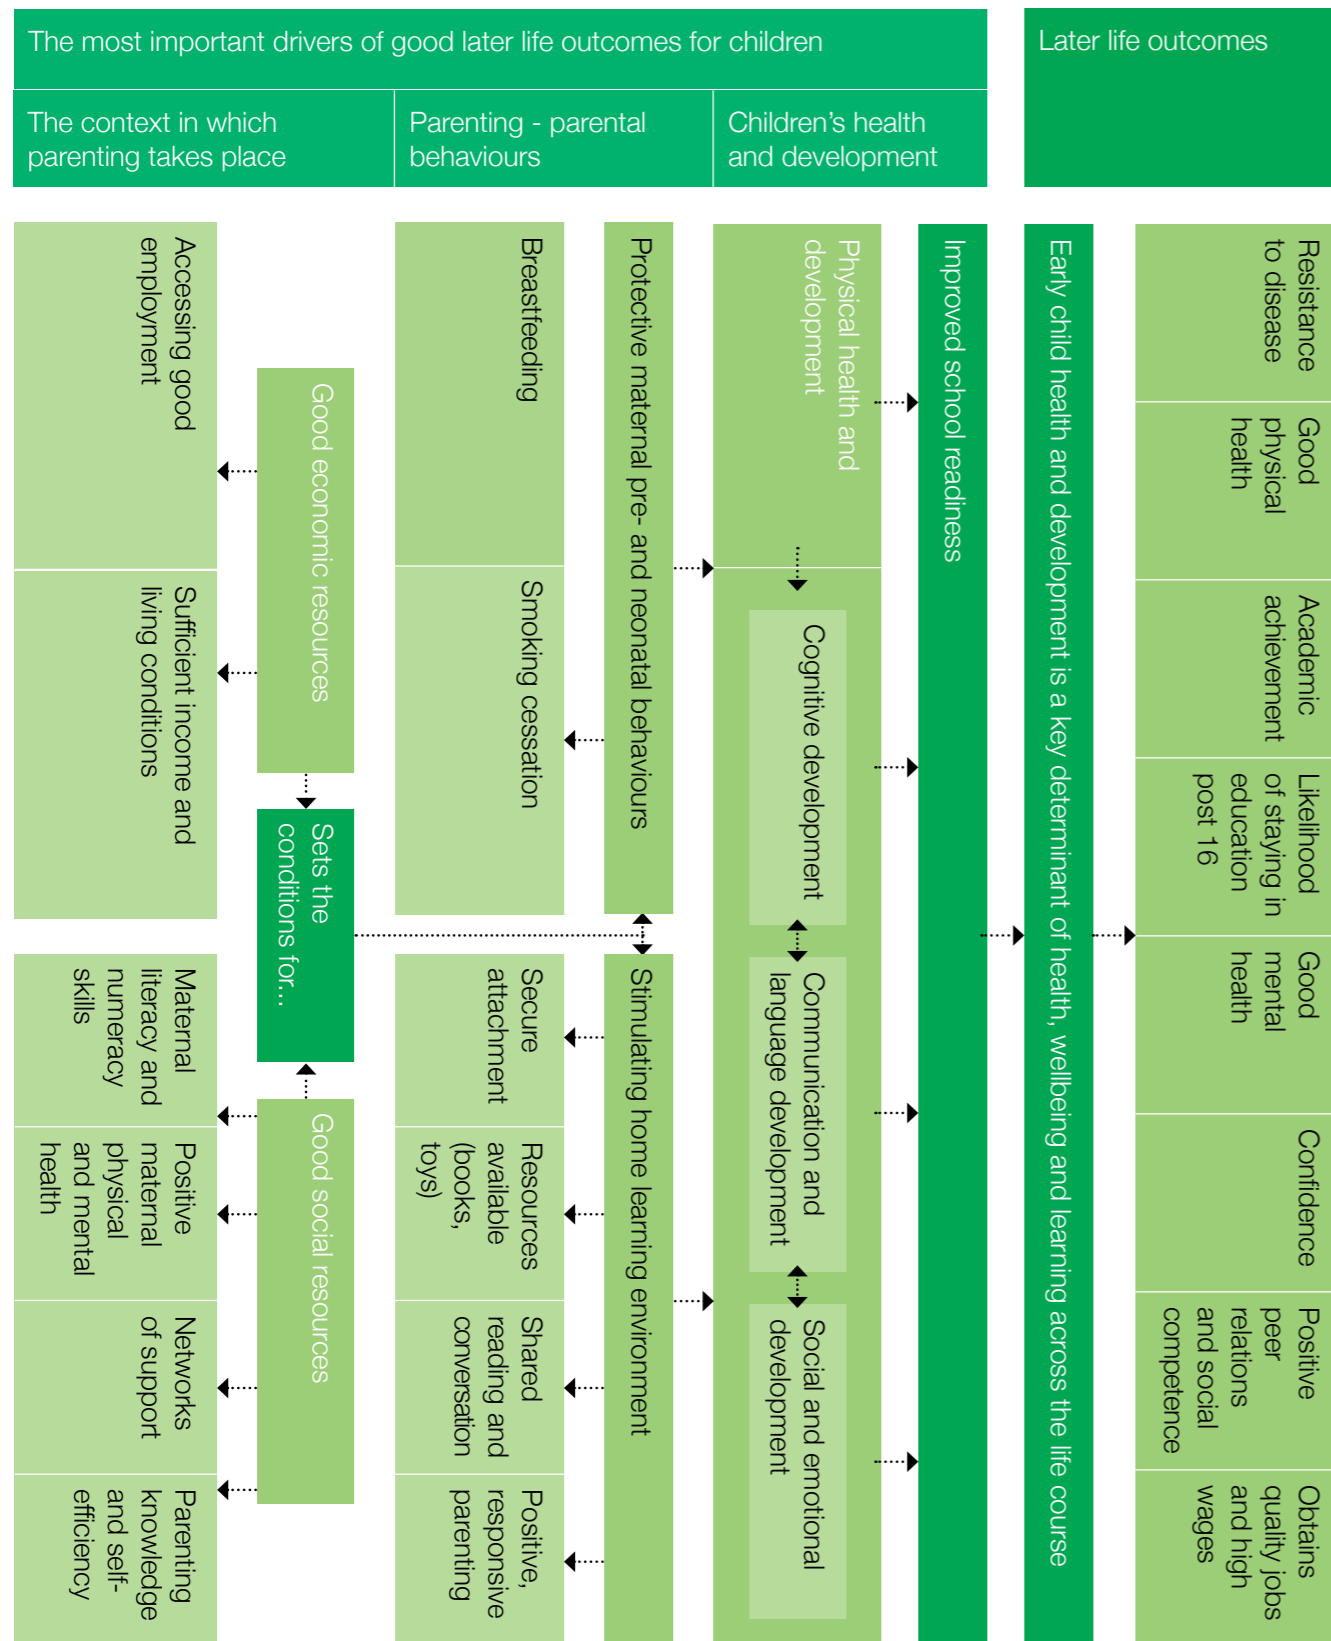 The most important drivers of good later life outcomes for children
Later life outcomes
The context in which
parenting takes place
Parenting - parental
behaviours
Children's health
and development
Accessing good
employment
Sufficient income and
living conditions
Good economic resources
Sets the
conditions for...
Good social resources
Maternal
literacy and
numeracy
skills
Positive
maternal
physical
and mental
health
Networks
of support
Parenting
knowledge
and self-
efficiency
Breastfeeding
Smoking cessation
Secure
attachment
Resources
available
(books,
toys)
Shared
reading and
conversation
Positive,
responsive
parenting
Protective maternal pre- and neonatal behaviours
Stimulating home learning environment
Physical health and
development
Cognitive development
Communication and
language development
Social and emotional
development
Improved school readiness
Early child health and development is a key determinant of health, wellbeing and learning across the life course
Resistance
to disease
Good
physical
health
Academic
achievement
Likelihood
of staying in
education
post 16
Good
mental
health
Confidence
Positive
peer
relations
and social
competence
Obtains
quality jobs
and high
wages